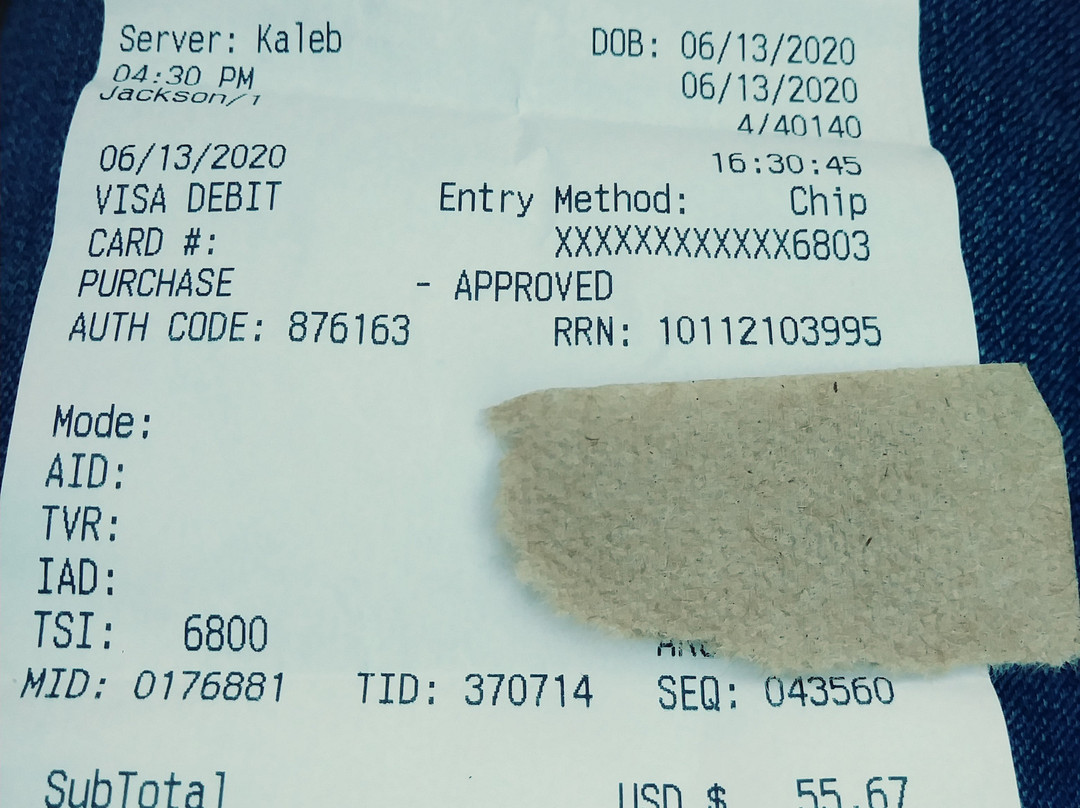 Server: Kaleb DOB: 06/13/2020
04:30 PM 06/13/2020
Jackson/1 4/40140
06/13/2020 16:30:45
VISA DEBIT Entry Method: Chip
CARD #: XXXXXXXXXXXX6803
PURCHASE - APPROVED
AUTH CODE: 876163 RRN: 10112103995
Mode:
AID:
TVR:
IAD:
TSI: 6800
MID: 0176881 TID: 370714 SEQ: 043560
SubTotal USD $ 55.67